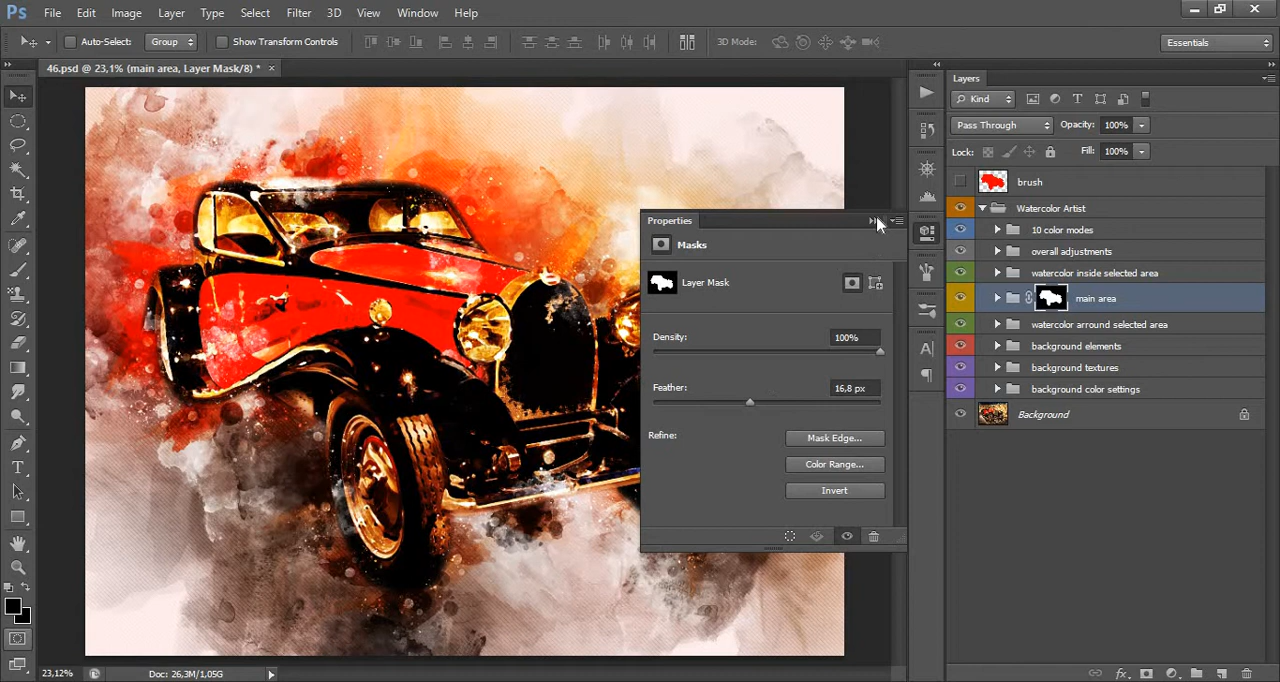 Ps File Edit Image Layer Type Select Filter 3D View Window Help
Auto-Select: Group Show Transform Controls 3D Mode: Essentials
46.psd @ 23,1% (main area, Layer Mask/8) * ×
Layers
Kind
Pass Through Opacity: 100%
Lock: Fill: 100%
brush
Watercolor Artist
10 color modes
overall adjustments
watercolor inside selected area
main area
watercolor arround selected area
background elements
background textures
background color settings
Background
Properties
Masks
Layer Mask
Density: 100%
Feather: 16,8 px
Refine: Mask Edge...
Color Range...
Invert
23,12% Doc: 26,3M/1,05G